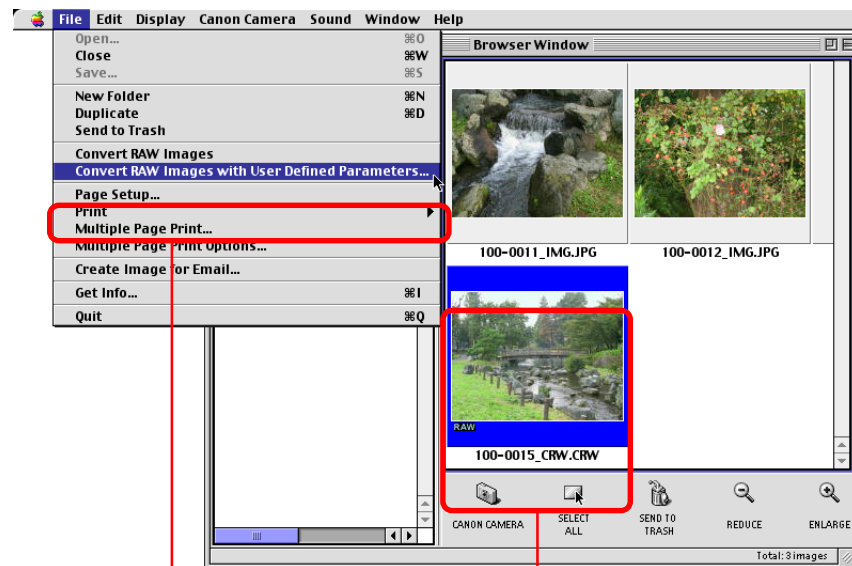 File Edit Display Canon Camera Sound Window Help
Open... ⌘O
Close ⌘W
Save... ⌘S
New Folder ⌘N
Duplicate ⌘D
Send to Trash
Convert RAW Images
Convert RAW Images with User Defined Parameters...
Page Setup...
Print
Multiple Page Print...
Multiple Page Print Options...
Create Image for Email...
Get Info... ⌘I
Quit ⌘Q
Browser Window
100-0011_IMG.JPG 100-0012_IMG.JPG
RAW
100-0015_CRW.CRW
CANON CAMERA
SELECT ALL
SEND TO TRASH
REDUCE
ENLARGE
Total: 3 images